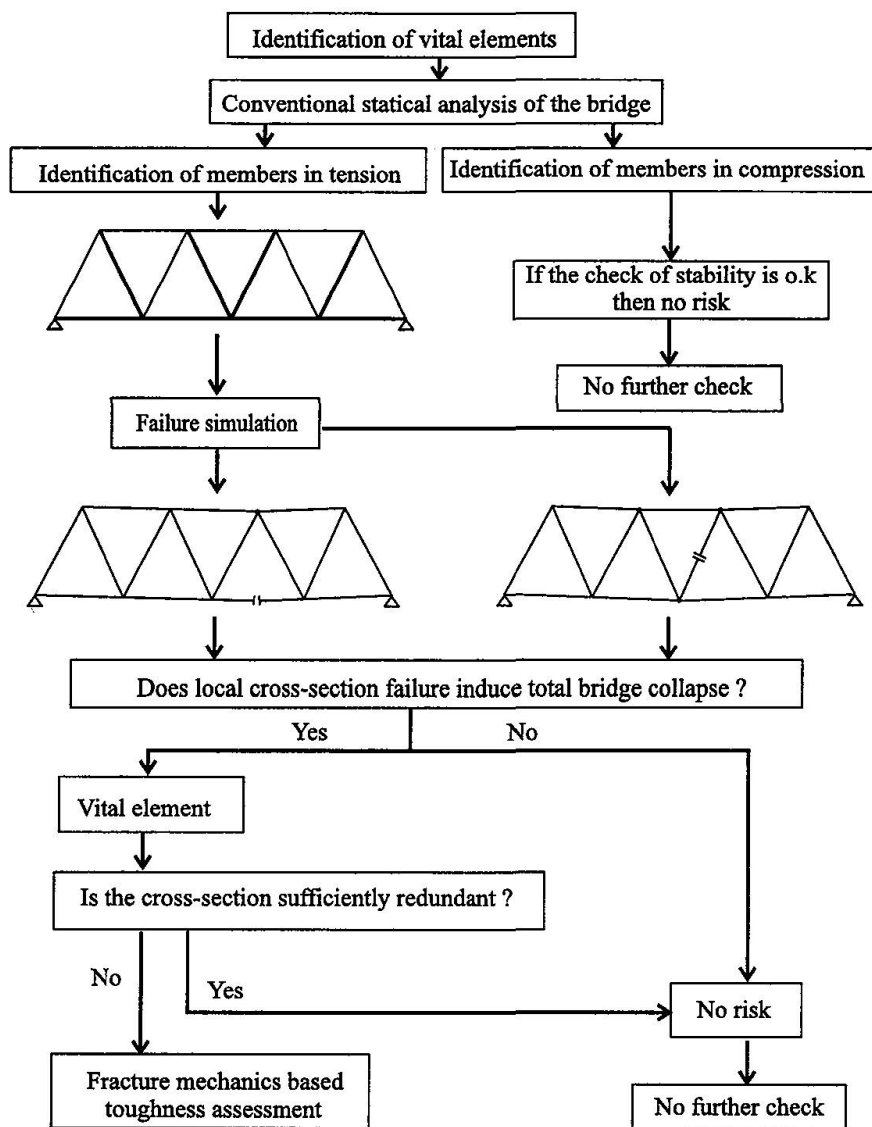 Identification of vital elements
Conventional statical analysis of the bridge
Identification of members in tension
Identification of members in compression
If the check of stability is o.k
then no risk
No further check
Failure simulation
Does local cross-section failure induce total bridge collapse ?
Yes
No
Vital element
Is the cross-section sufficiently redundant ?
No
Yes
No risk
Fracture mechanics based
toughness assessment
No further check